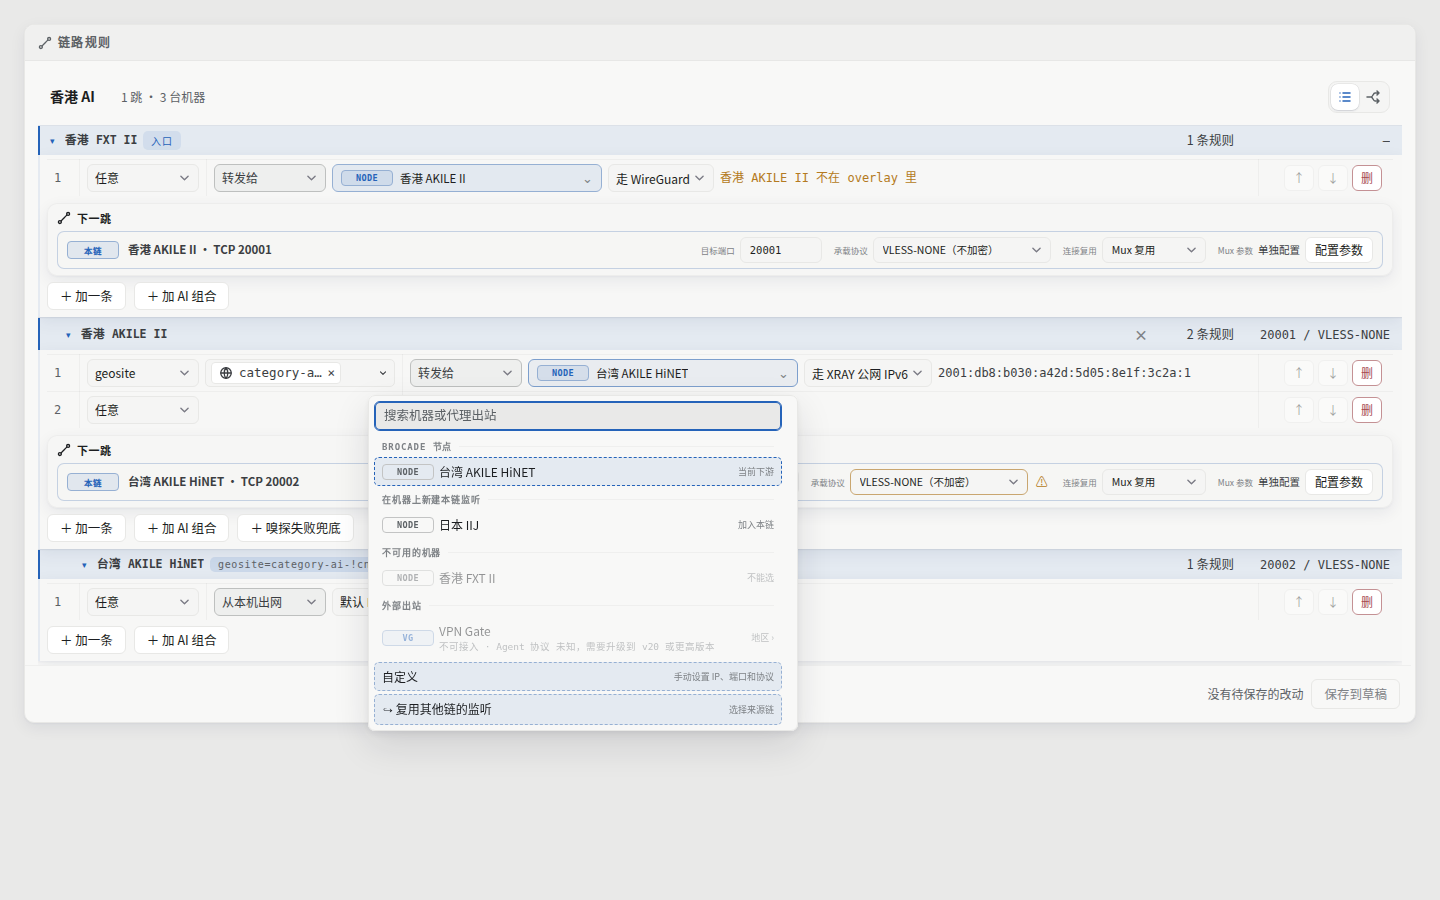 链路规则
香港 AI 1 跳 · 3 台机器
▾ 香港 FXT II 入口 1 条规则 −
1 任意 转发给 NODE 香港 AKILE II 走 WireGuard 香港 AKILE II 不在 overlay 里 ↑ ↓ 删
下一跳
本链 香港 AKILE II · TCP 20001 目标端口 20001 承载协议 VLESS-NONE（不加密） 连接复用 Mux 复用 Mux 参数 单独配置 配置参数
＋ 加一条 ＋ 加 AI 组合
▾ 香港 AKILE II × 2 条规则 20001 / VLESS-NONE
1 geosite category-a… × 转发给 NODE 台湾 AKILE HiNET 走 XRAY 公网 IPv6 2001:db8:b030:a42d:5d05:8e1f:3c2a:1 ↑ ↓ 删
2 任意 ↑ ↓ 删
下一跳
本链 台湾 AKILE HiNET · TCP 20002 承载协议 VLESS-NONE（不加密） ⚠ 连接复用 Mux 复用 Mux 参数 单独配置 配置参数
＋ 加一条 ＋ 加 AI 组合 ＋ 嗅探失败兜底
▾ 台湾 AKILE HiNET geosite=category-ai-!cn 1 条规则 20002 / VLESS-NONE
1 任意 从本机出网 默认 ↑ ↓ 删
＋ 加一条 ＋ 加 AI 组合
搜索机器或代理出站
BROCADE 节点
NODE 台湾 AKILE HiNET 当前下游
在机器上新建本链监听
NODE 日本 IIJ 加入本链
不可用的机器
NODE 香港 FXT II 不能选
外部出站
VG VPN Gate 地区 ›
不可接入 · Agent 协议 未知，需要升级到 v20 或更高版本
自定义 手动设置 IP、端口和协议
↪ 复用其他链的监听 选择来源链
没有待保存的改动 保存到草稿